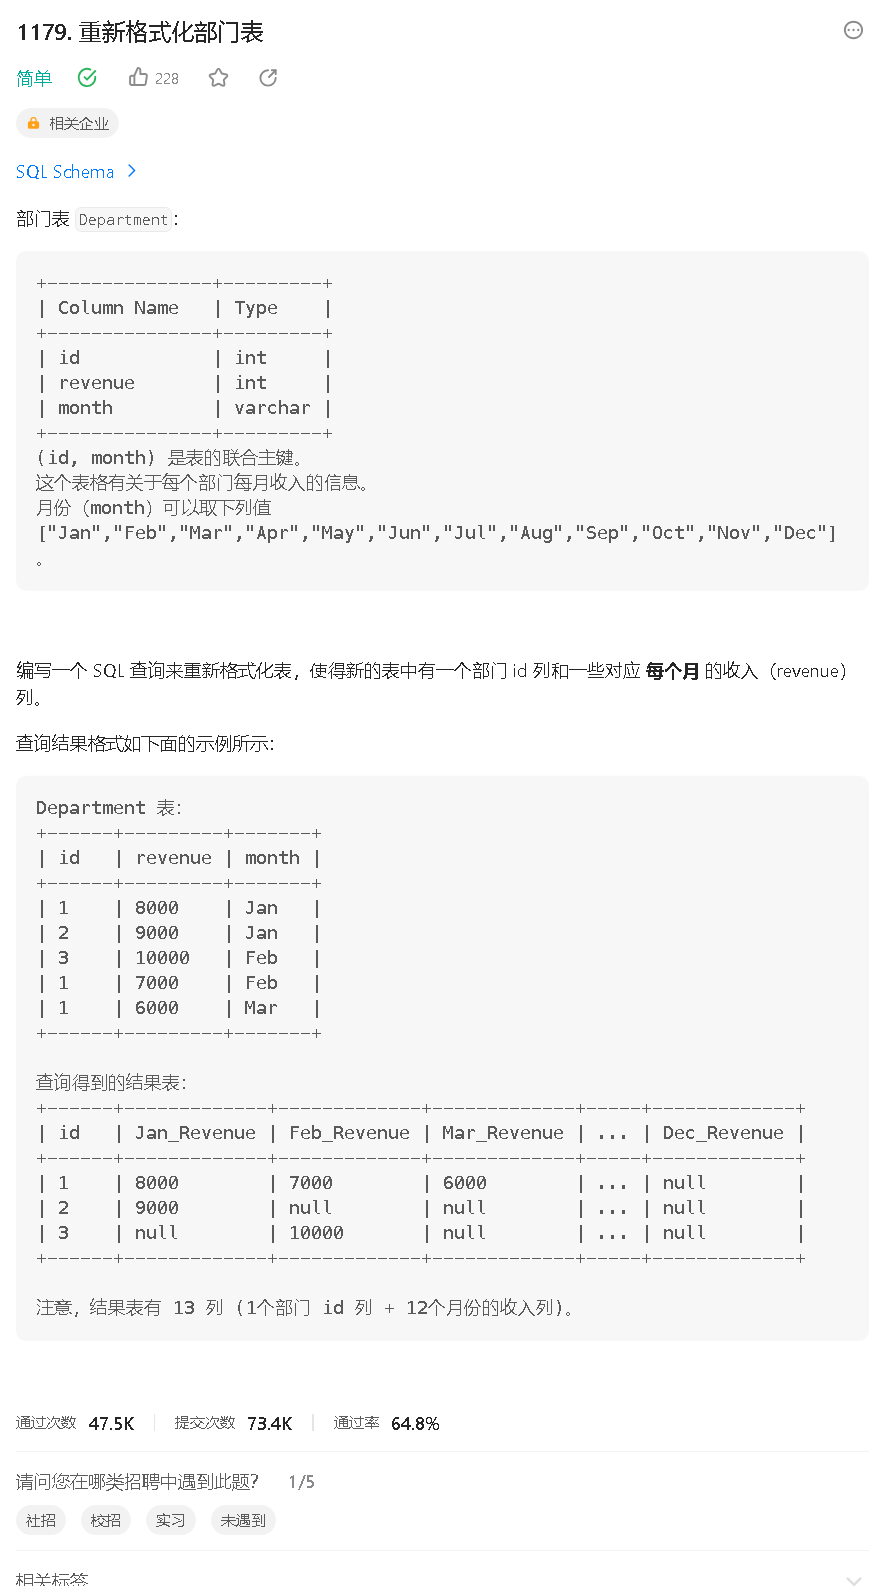 1179. 重新格式化部门表
简单 228
相关企业
SQL Schema
部门表 Department：
+---------------+---------+
| Column Name   | Type    |
+---------------+---------+
| id            | int     |
| revenue       | int     |
| month         | varchar |
+---------------+---------+
(id, month) 是表的联合主键。
这个表格有关于每个部门每月收入的信息。
月份（month）可以取下列值
["Jan","Feb","Mar","Apr","May","Jun","Jul","Aug","Sep","Oct","Nov","Dec"]
。
编写一个 SQL 查询来重新格式化表，使得新的表中有一个部门 id 列和一些对应 每个月 的收入（revenue）
列。
查询结果格式如下面的示例所示：
Department 表：
+------+---------+-------+
| id   | revenue | month |
+------+---------+-------+
| 1    | 8000    | Jan   |
| 2    | 9000    | Jan   |
| 3    | 10000   | Feb   |
| 1    | 7000    | Feb   |
| 1    | 6000    | Mar   |
+------+---------+-------+
查询得到的结果表：
+------+-------------+-------------+-------------+-----+-------------+
| id   | Jan_Revenue | Feb_Revenue | Mar_Revenue | ... | Dec_Revenue |
+------+-------------+-------------+-------------+-----+-------------+
| 1    | 8000        | 7000        | 6000        | ... | null        |
| 2    | 9000        | null        | null        | ... | null        |
| 3    | null        | 10000       | null        | ... | null        |
+------+-------------+-------------+-------------+-----+-------------+
注意，结果表有 13 列 (1个部门 id 列 + 12个月份的收入列)。
通过次数 47.5K 提交次数 73.4K 通过率 64.8%
请问您在哪类招聘中遇到此题？ 1/5
社招 校招 实习 未遇到
相关标签